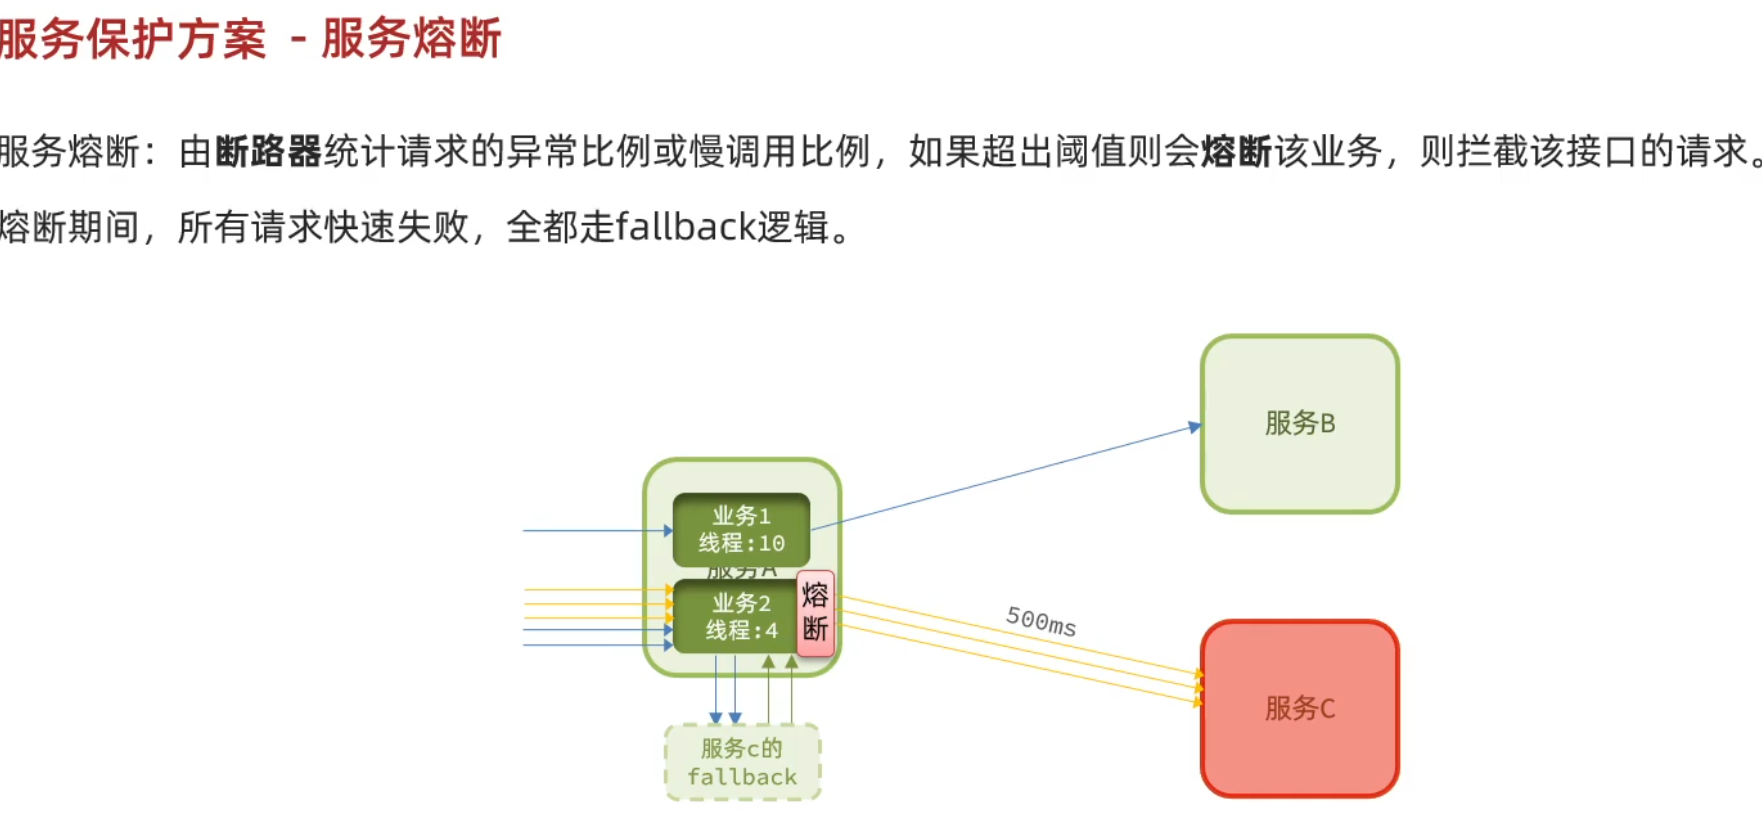 服务保护方案 - 服务熔断
服务熔断：由断路器统计请求的异常比例或慢调用比例，如果超出阈值则会熔断该业务，则拦截该接口的请求。
熔断期间，所有请求快速失败，全都走fallback逻辑。
服务B
业务1
线程:10
服务A
业务2
线程:4
熔
断
500ms
服务C
服务c的
fallback